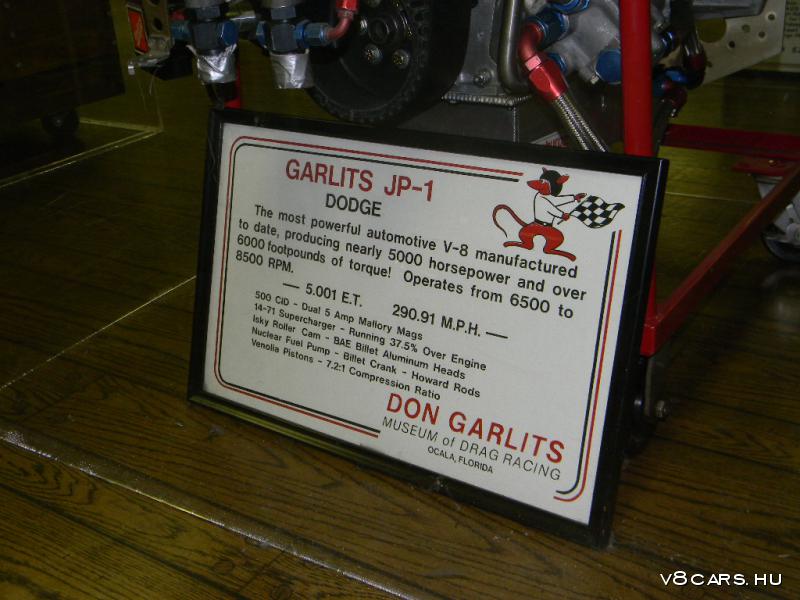 GARLITS JP-1
DODGE
The most powerful automotive V-8 manufactured
to date, producing nearly 5000 horsepower and over
6000 footpounds of torque! Operates from 6500 to
8500 RPM.
— 5.001 E.T. 290.91 M.P.H. —
500 CID - Dual 5 Amp Mallory Mags
14-71 Supercharger - Running 37.5% Over Engine
Isky Roller Cam - BAE Billet Aluminum Heads
Nuclear Fuel Pump - Billet Crank - Howard Rods
Venolia Pistons - 7.2:1 Compression Ratio
DON GARLITS
MUSEUM of DRAG RACING
OCALA, FLORIDA
V8CARS.HU